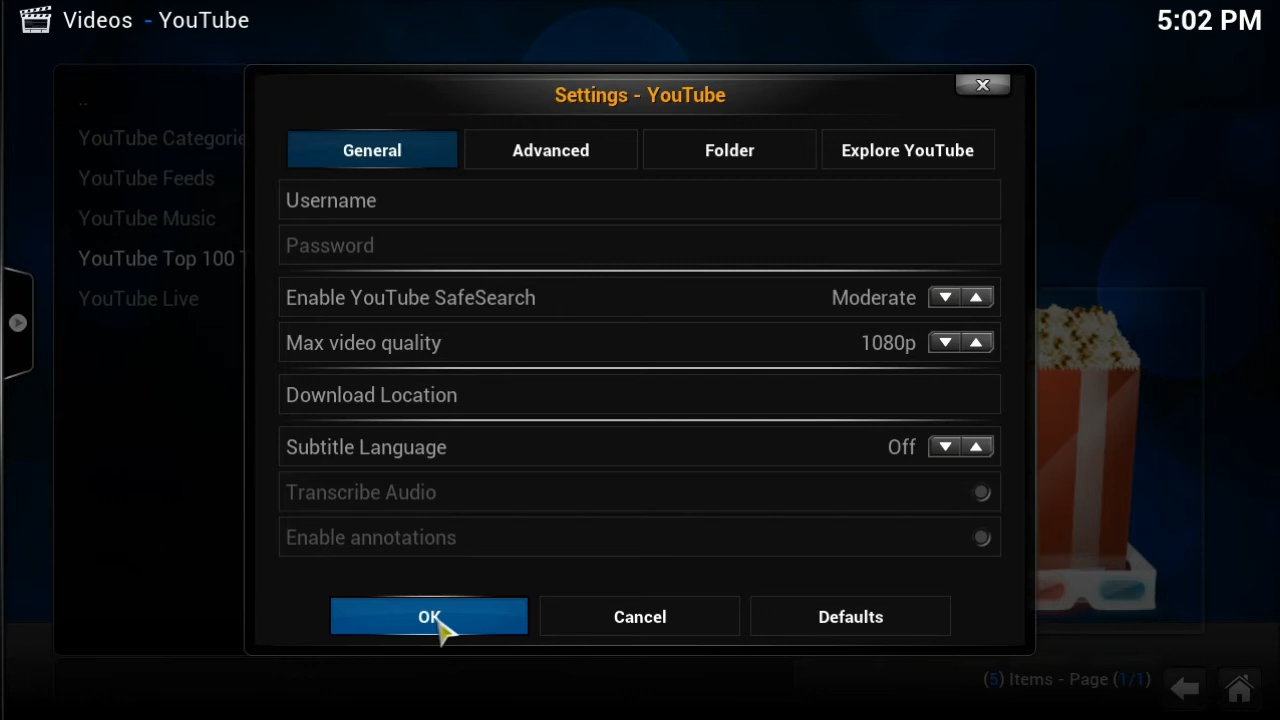 Videos - YouTube
5:02 PM
Settings - YouTube
X
General Advanced Folder Explore YouTube
Username
Password
Enable YouTube SafeSearch Moderate
Max video quality 1080p
Download Location
Subtitle Language Off
Transcribe Audio
Enable annotations
OK Cancel Defaults
..
YouTube Categorie
YouTube Feeds
YouTube Music
YouTube Top 100 T
YouTube Live
(5) Items - Page (1/1)